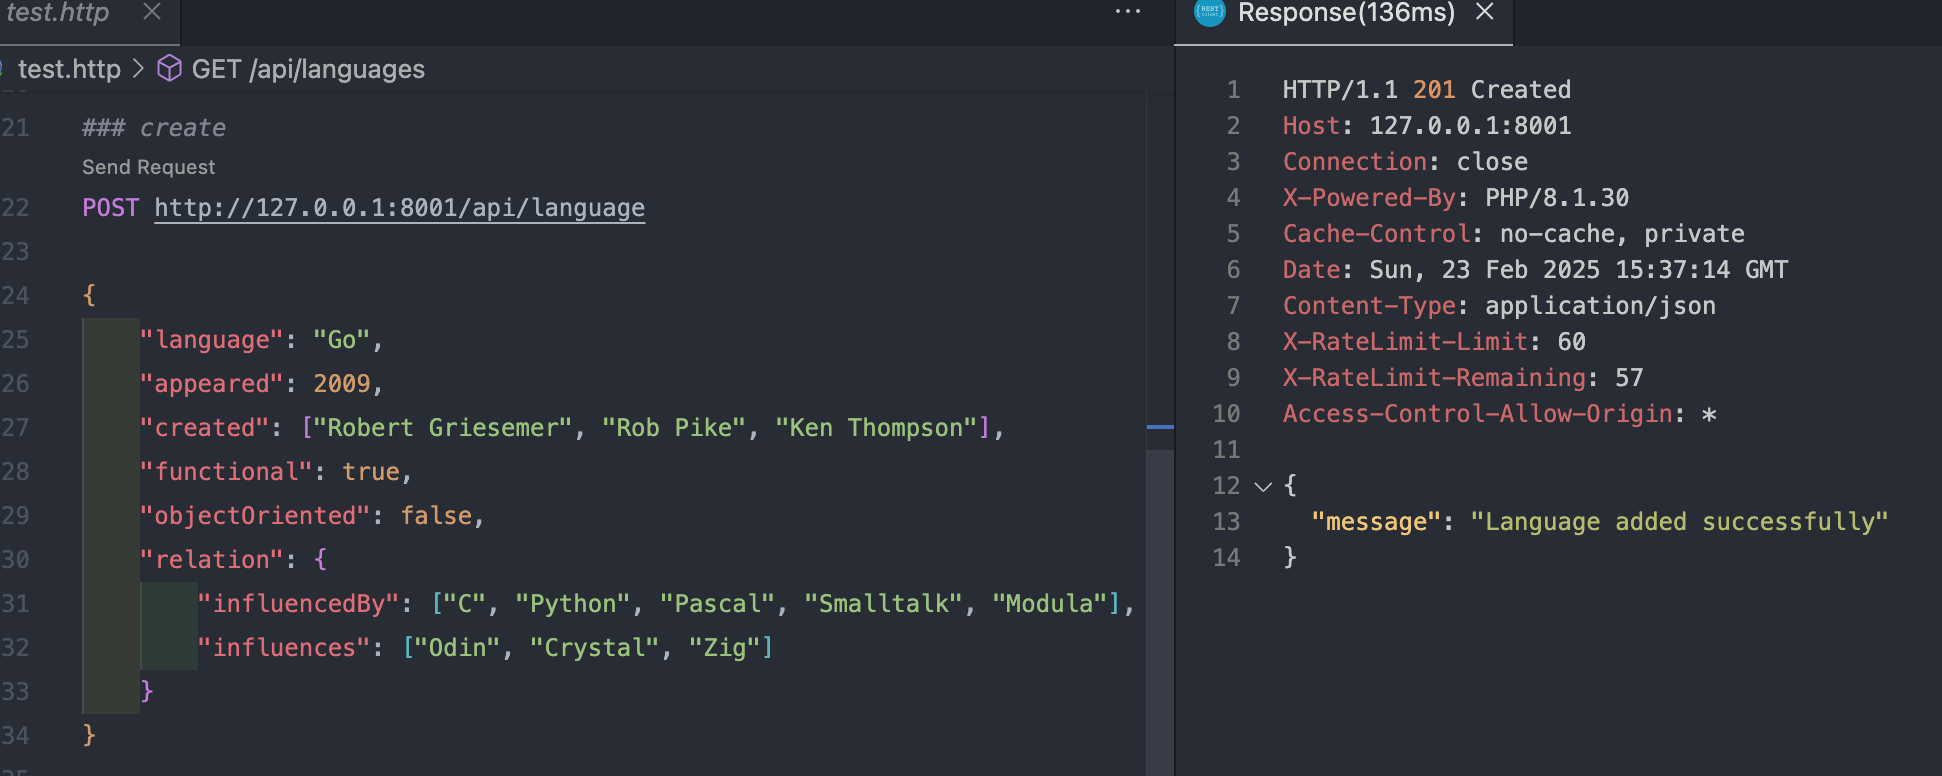 test.http
test.http > GET /api/languages
21 ### create
Send Request
22 POST http://127.0.0.1:8001/api/language
23
24 {
25 "language": "Go",
26 "appeared": 2009,
27 "created": ["Robert Griesemer", "Rob Pike", "Ken Thompson"],
28 "functional": true,
29 "objectOriented": false,
30 "relation": {
31 "influencedBy": ["C", "Python", "Pascal", "Smalltalk", "Modula"],
32 "influences": ["Odin", "Crystal", "Zig"]
33 }
34 }
{REST} Client
Response(136ms)
1 HTTP/1.1 201 Created
2 Host: 127.0.0.1:8001
3 Connection: close
4 X-Powered-By: PHP/8.1.30
5 Cache-Control: no-cache, private
6 Date: Sun, 23 Feb 2025 15:37:14 GMT
7 Content-Type: application/json
8 X-RateLimit-Limit: 60
9 X-RateLimit-Remaining: 57
10 Access-Control-Allow-Origin: *
11
12 {
13 "message": "Language added successfully"
14 }